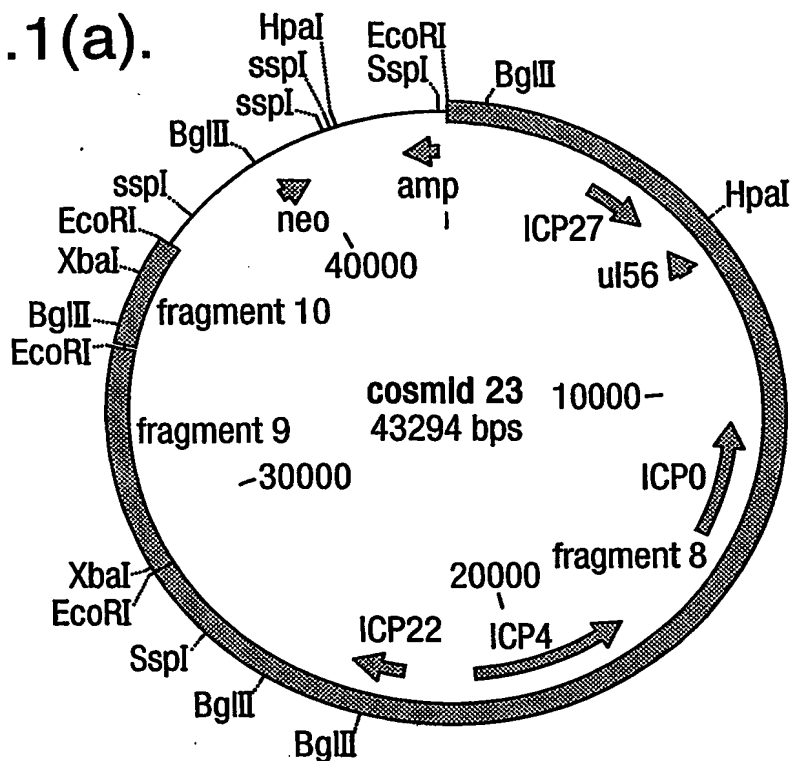 .1(a).
HpaI
sspI
sspI
BglII
sspI
EcoRI
XbaI
BglII
EcoRI
EcoRI
SspI
BglII
HpaI
neo
amp
40000
ICP27
ul56
fragment 10
cosmid 23
43294 bps
10000
fragment 9
30000
ICP0
fragment 8
20000
XbaI
EcoRI
SspI
BglII
BglII
ICP22
ICP4